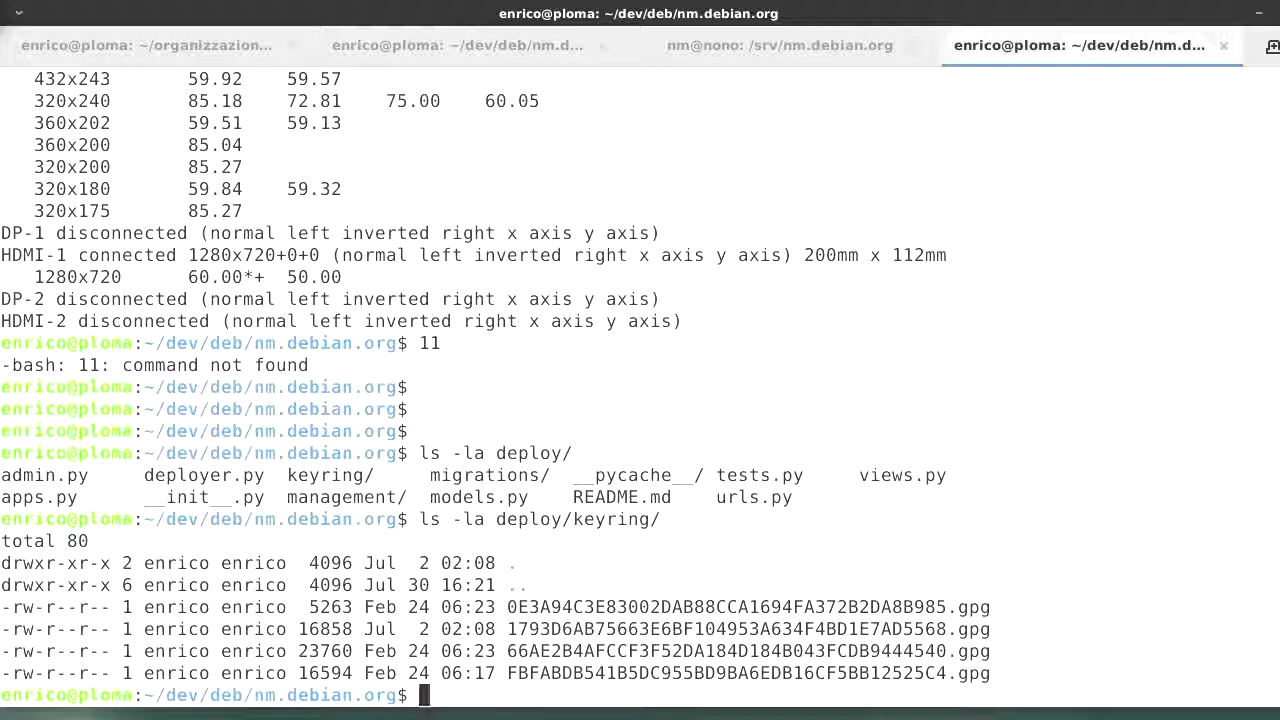 enrico@ploma: ~/dev/deb/nm.debian.org
enrico@ploma: ~/organizzazion... enrico@ploma: ~/dev/deb/nm.d... nm@nono: /srv/nm.debian.org enrico@ploma: ~/dev/deb/nm.d...
432x243 59.92 59.57
320x240 85.18 72.81 75.00 60.05
360x202 59.51 59.13
360x200 85.04
320x200 85.27
320x180 59.84 59.32
320x175 85.27
DP-1 disconnected (normal left inverted right x axis y axis)
HDMI-1 connected 1280x720+0+0 (normal left inverted right x axis y axis) 200mm x 112mm
1280x720 60.00*+ 50.00
DP-2 disconnected (normal left inverted right x axis y axis)
HDMI-2 disconnected (normal left inverted right x axis y axis)
enrico@ploma:~/dev/deb/nm.debian.org$ 11
-bash: 11: command not found
enrico@ploma:~/dev/deb/nm.debian.org$
enrico@ploma:~/dev/deb/nm.debian.org$
enrico@ploma:~/dev/deb/nm.debian.org$
enrico@ploma:~/dev/deb/nm.debian.org$ ls -la deploy/
admin.py deployer.py keyring/ migrations/ __pycache__/ tests.py views.py
apps.py __init__.py management/ models.py README.md urls.py
enrico@ploma:~/dev/deb/nm.debian.org$ ls -la deploy/keyring/
total 80
drwxr-xr-x 2 enrico enrico 4096 Jul 2 02:08 .
drwxr-xr-x 6 enrico enrico 4096 Jul 30 16:21 ..
-rw-r--r-- 1 enrico enrico 5263 Feb 24 06:23 0E3A94C3E83002DAB88CCA1694FA372B2DA8B985.gpg
-rw-r--r-- 1 enrico enrico 16858 Jul 2 02:08 1793D6AB75663E6BF104953A634F4BD1E7AD5568.gpg
-rw-r--r-- 1 enrico enrico 23760 Feb 24 06:23 66AE2B4AFCCF3F52DA184D184B043FCDB9444540.gpg
-rw-r--r-- 1 enrico enrico 16594 Feb 24 06:17 FBFABDB541B5DC955BD9BA6EDB16CF5BB12525C4.gpg
enrico@ploma:~/dev/deb/nm.debian.org$